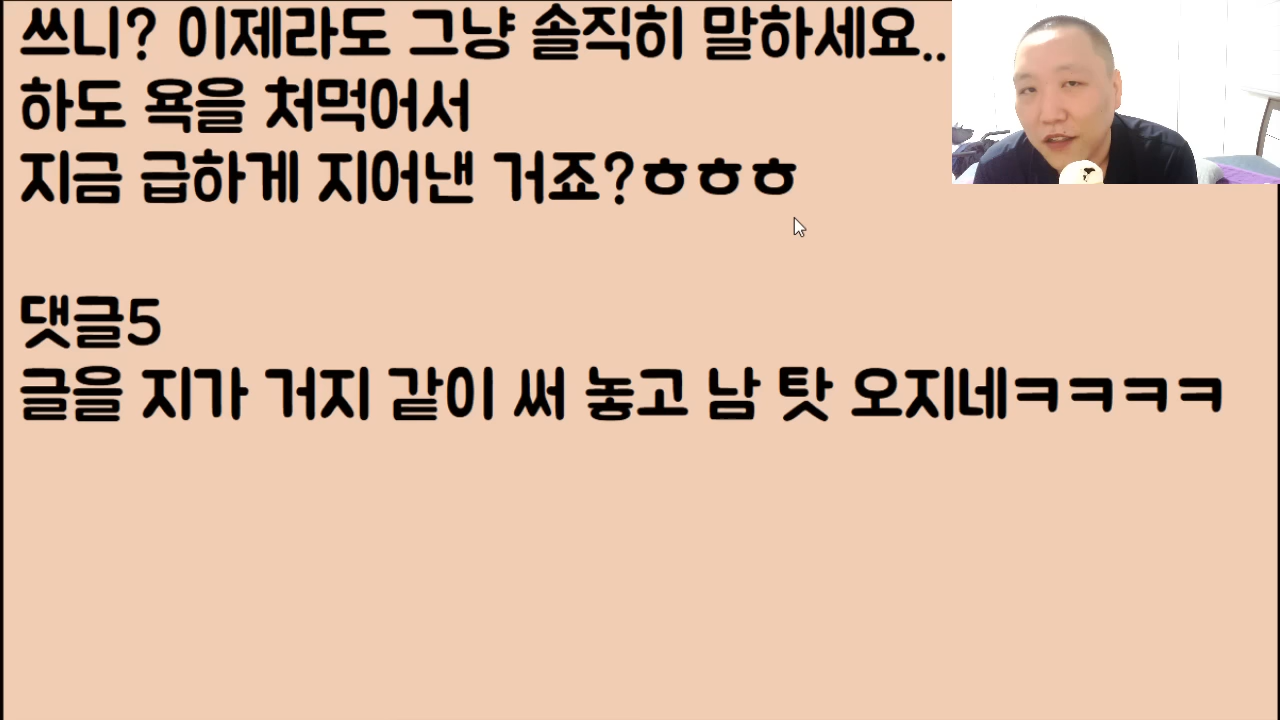 쓰니? 이제라도 그냥 솔직히 말하세요..
하도 욕을 처먹어서
지금 급하게 지어낸 거죠?ㅎㅎㅎ
댓글5
글을 지가 거지 같이 써 놓고 남 탓 오지네ㅋㅋㅋㅋ